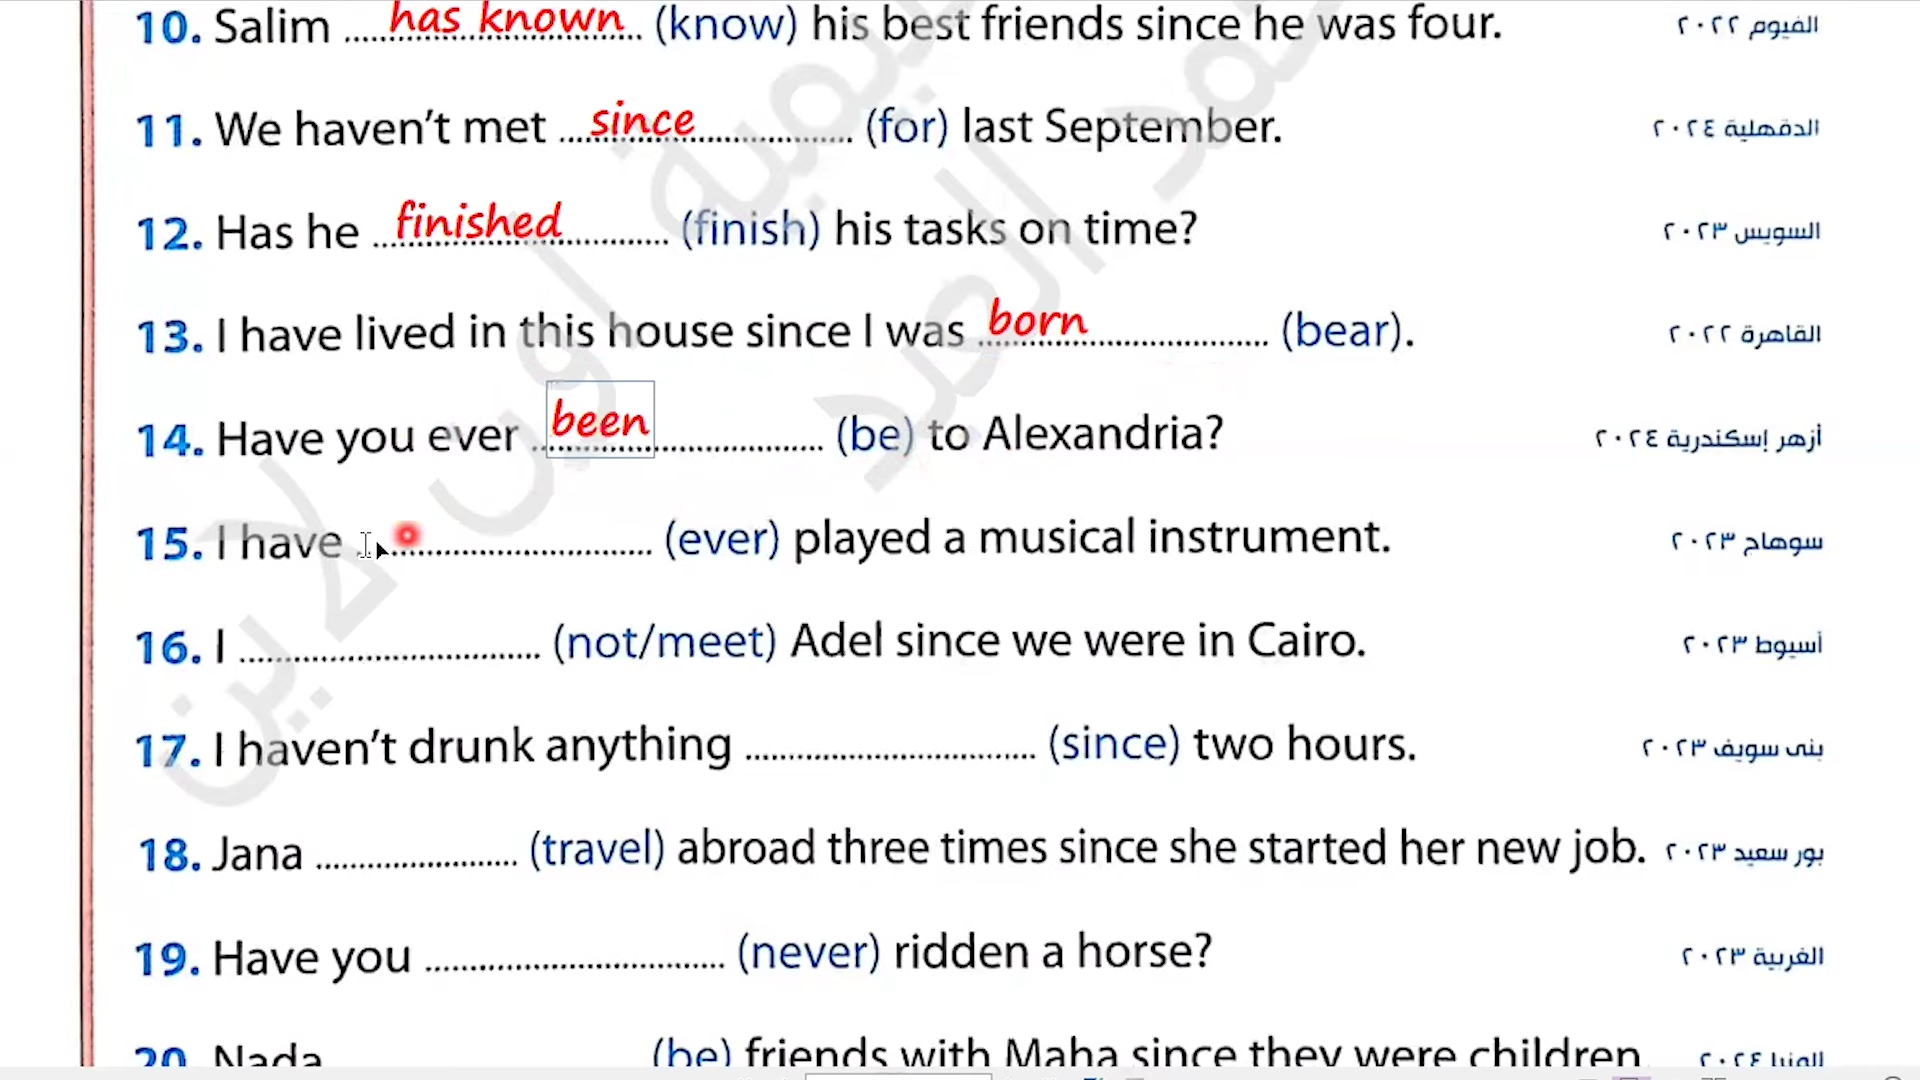 10. Salim has known (know) his best friends since he was four. الفيوم ٢٠٢٢
11. We haven't met since (for) last September. الدقهلية ٢٠٢٤
12. Has he finished (finish) his tasks on time? السويس ٢٠٢٣
13. I have lived in this house since I was born (bear). القاهرة ٢٠٢٢
14. Have you ever been (be) to Alexandria? أزهر إسكندرية ٢٠٢٤
15. I have .............................. (ever) played a musical instrument. سوهاج ٢٠٢٣
16. I .............................. (not/meet) Adel since we were in Cairo. أسيوط ٢٠٢٣
17. I haven't drunk anything .............................. (since) two hours. بنى سويف ٢٠٢٣
18. Jana .................... (travel) abroad three times since she started her new job. بور سعيد ٢٠٢٣
19. Have you .............................. (never) ridden a horse? الغربية ٢٠٢٣
20. Nada (be) friends with Maha since they were children المنيا ٢٠٢٤